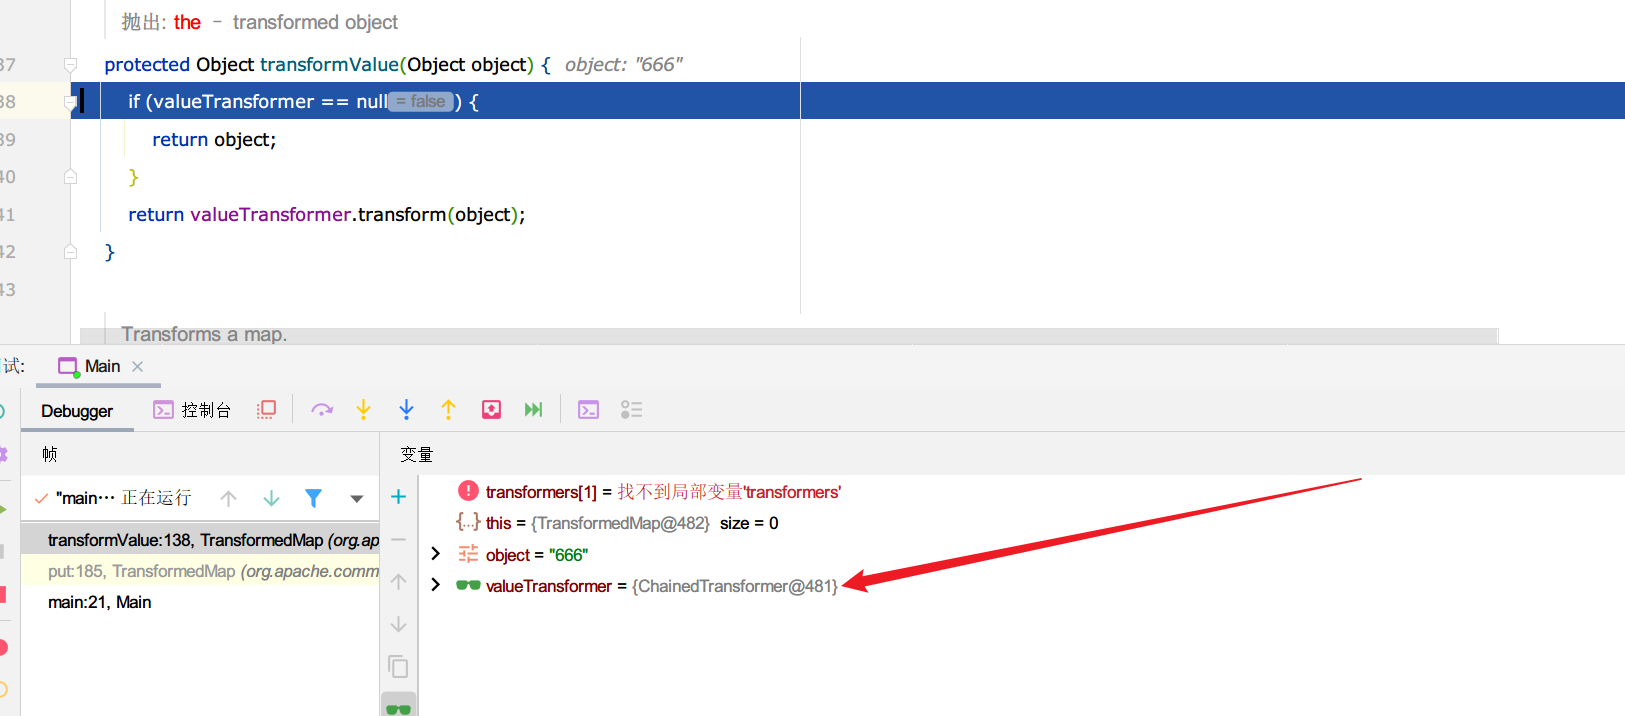 抛出: the - transformed object
37 protected Object transformValue(Object object) { object: "666"
38 if (valueTransformer == null = false ) {
39 return object;
40 }
41 return valueTransformer.transform(object);
42 }
43
Transforms a map.
试: Main
Debugger 控制台
帧 变量
"main… 正在运行
transformers[1] = 找不到局部变量'transformers'
this = {TransformedMap@482} size = 0
transformValue:138, TransformedMap (org.ap
object = "666"
put:185, TransformedMap (org.apache.comm
valueTransformer = {ChainedTransformer@481}
main:21, Main